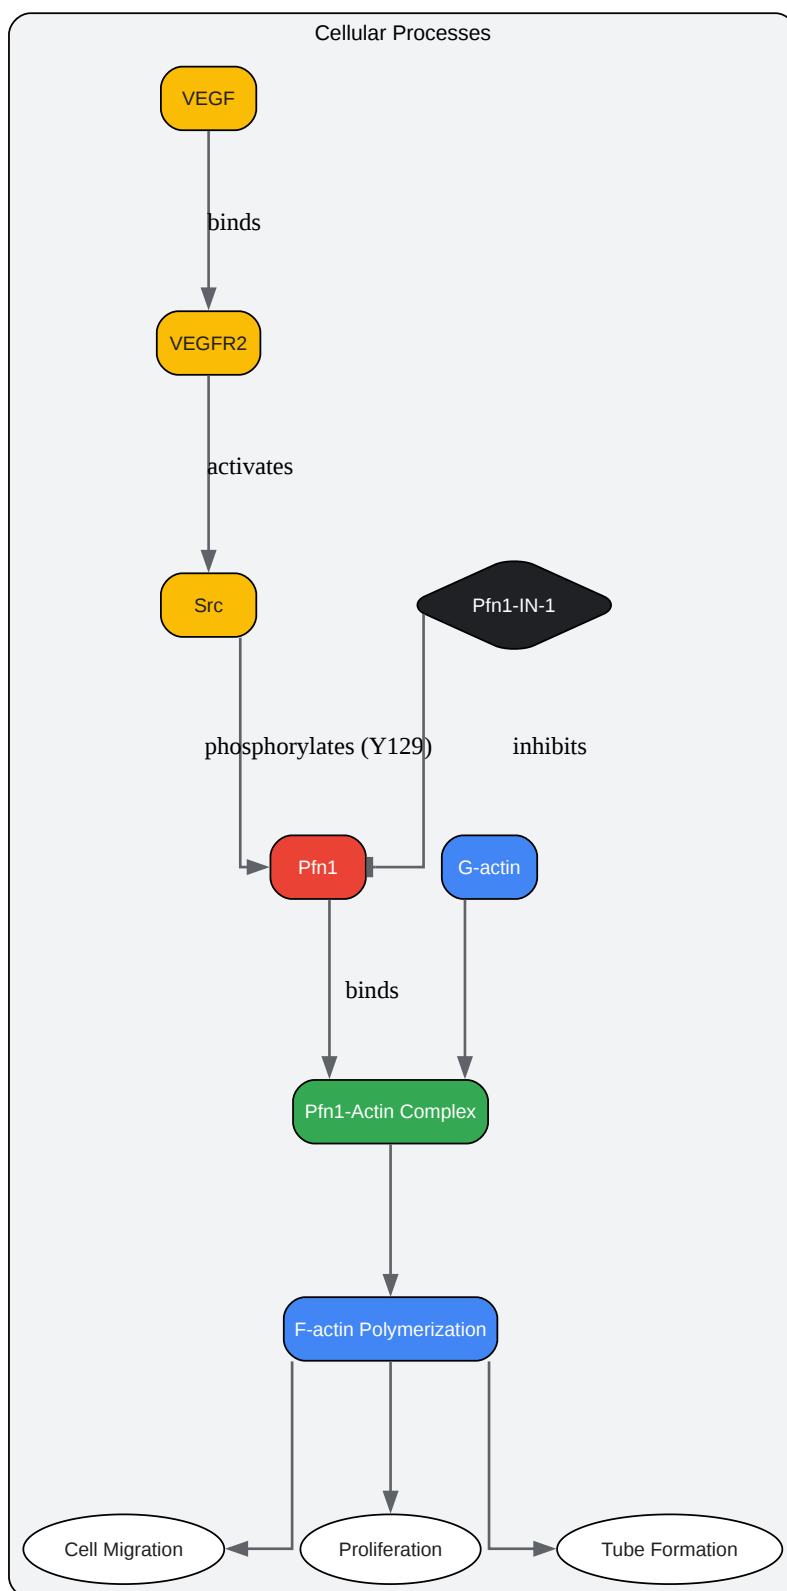 Cellular Processes
VEGF
binds
VEGFR2
activates
Src
Pfn1-IN-1
phosphorylates (Y129)
inhibits
Pfn1
G-actin
binds
Pfn1-Actin Complex
F-actin Polymerization
Cell Migration
Proliferation
Tube Formation